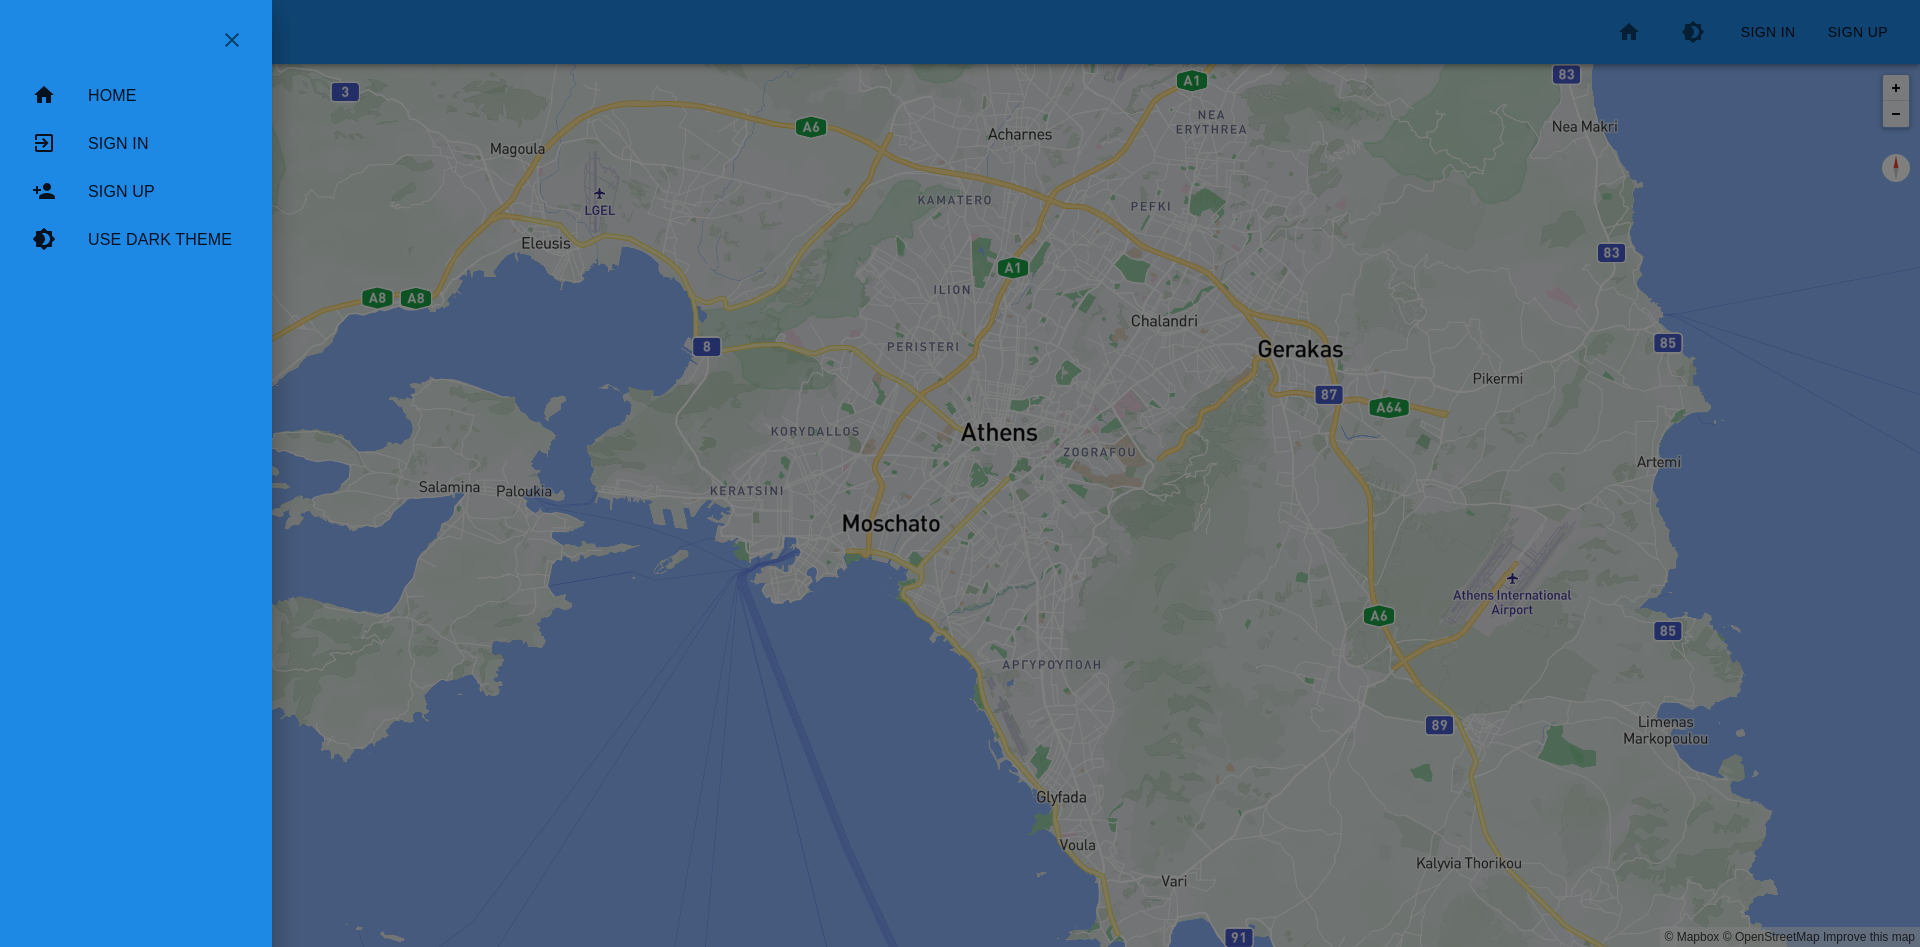 HOME
SIGN IN
SIGN UP
USE DARK THEME
SIGN IN
SIGN UP
83
3
A1
+
A6
NEA
ERYTHREA
Acharnes
Nea Makri
−
Magoula
LGEL
KAMATERO
PEFKI
Eleusis
83
A1
ILION
A8
A8
Chalandri
85
8
PERISTERI
Gerakas
Pikermi
87
A64
KORYDALLOS
Athens
ZOGRAFOU
Artemi
Salamina
Paloukia
KERATSINI
Moschato
Athens International
Airport
A6
85
ΑΡΓΥΡΟΥΠΟΛΗ
89
Limenas
Markopoulou
Glyfada
Voula
Kalyvia Thorikou
Vari
91
© Mapbox © OpenStreetMap Improve this map